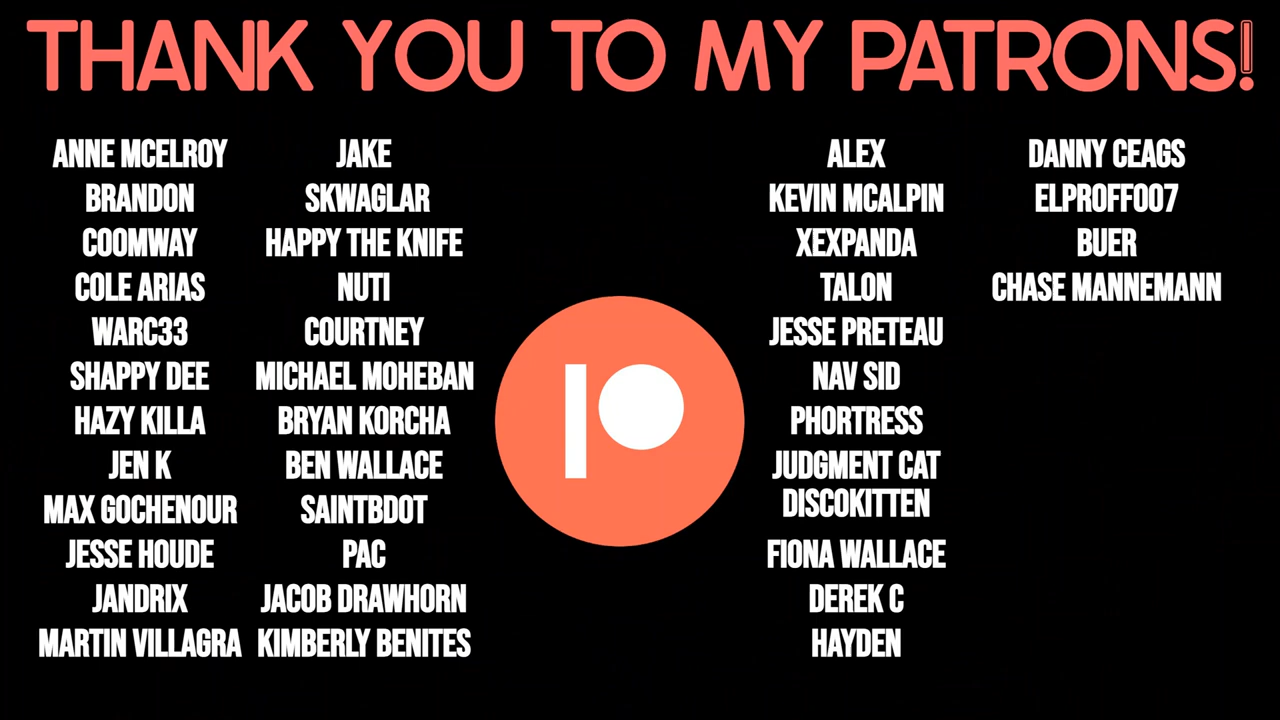 THANK YOU TO MY PATRONS!
ANNE MCELROY
BRANDON
COOMWAY
COLE ARIAS
WARC33
SHAPPY DEE
HAZY KILLA
JEN K
MAX GOCHENOUR
JESSE HOUDE
JANDRIX
MARTIN VILLAGRA
JAKE
SKWAGLAR
HAPPY THE KNIFE
NUTI
COURTNEY
MICHAEL MOHEBAN
BRYAN KORCHA
BEN WALLACE
SAINTBDOT
PAC
JACOB DRAWHORN
KIMBERLY BENITES
ALEX
KEVIN MCALPIN
XEXPANDA
TALON
JESSE PRETEAU
NAV SID
PHORTRESS
JUDGMENT CAT
DISCOKITTEN
FIONA WALLACE
DEREK C
HAYDEN
DANNY CEAGS
ELPROFF007
BUER
CHASE MANNEMANN